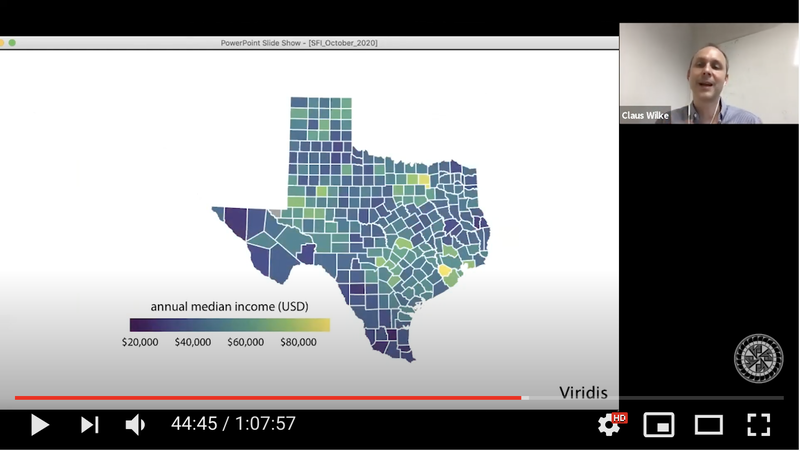 PowerPoint Slide Show - [SFI_October_2020]
Claus Wilke
annual median income (USD)
$20,000 $40,000 $60,000 $80,000
Viridis
44:45 / 1:07:57
HD